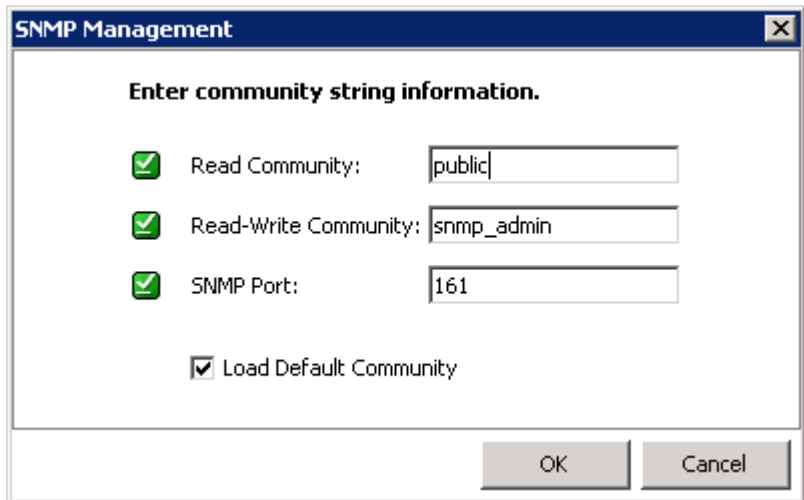 SNMP Management
Enter community string information.
Read Community: public
Read-Write Community: snmp_admin
SNMP Port: 161
Load Default Community
OK Cancel